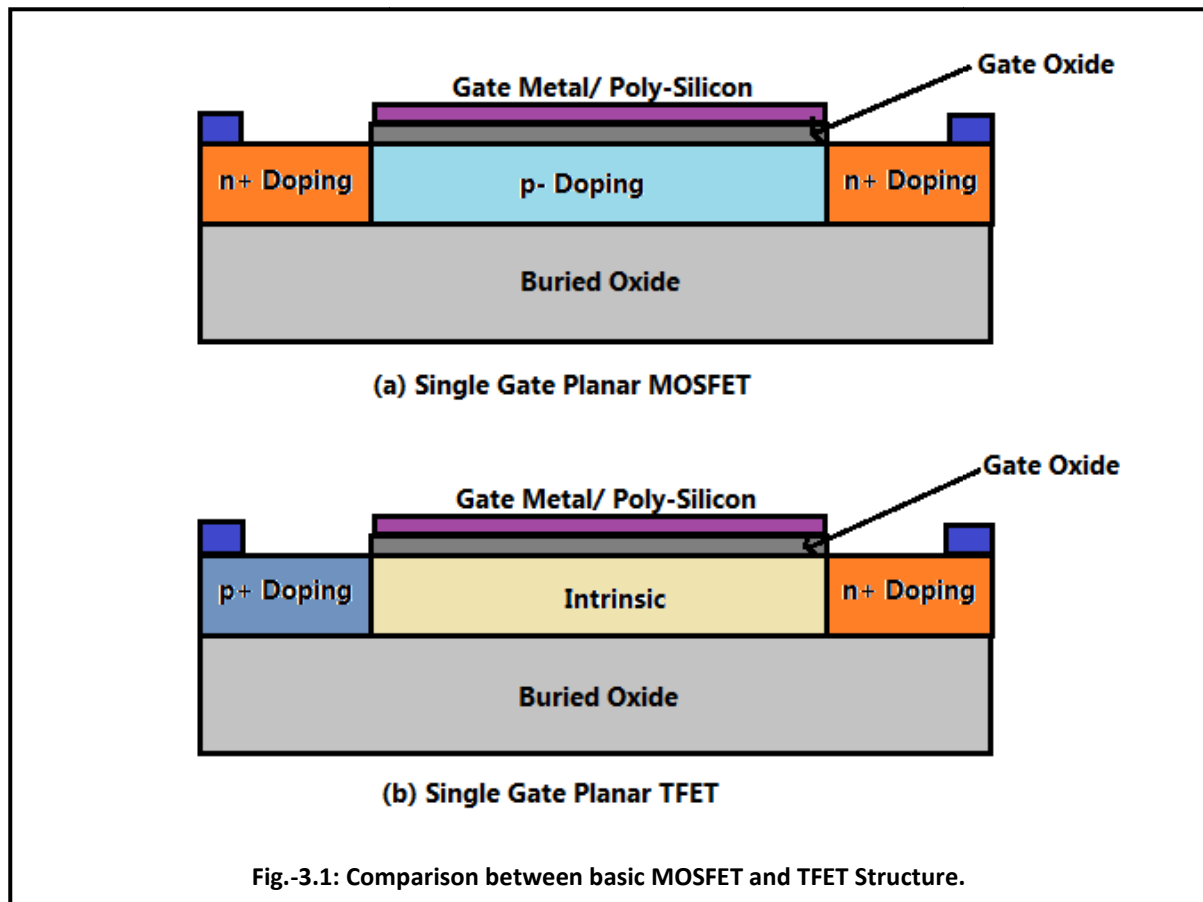 Gate Oxide
Gate Metal/ Poly-Silicon
n+ Doping
p- Doping
n+ Doping
Buried Oxide
(a) Single Gate Planar MOSFET
Gate Oxide
Gate Metal/ Poly-Silicon
p+ Doping
Intrinsic
n+ Doping
Buried Oxide
(b) Single Gate Planar TFET
Fig.-3.1: Comparison between basic MOSFET and TFET Structure.